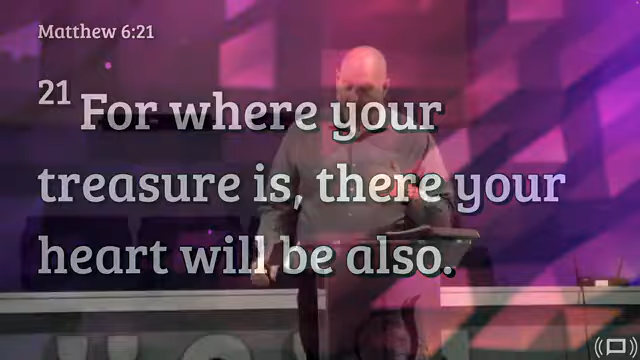 Matthew 6:21
21 For where your
treasure is, there your
heart will be also.